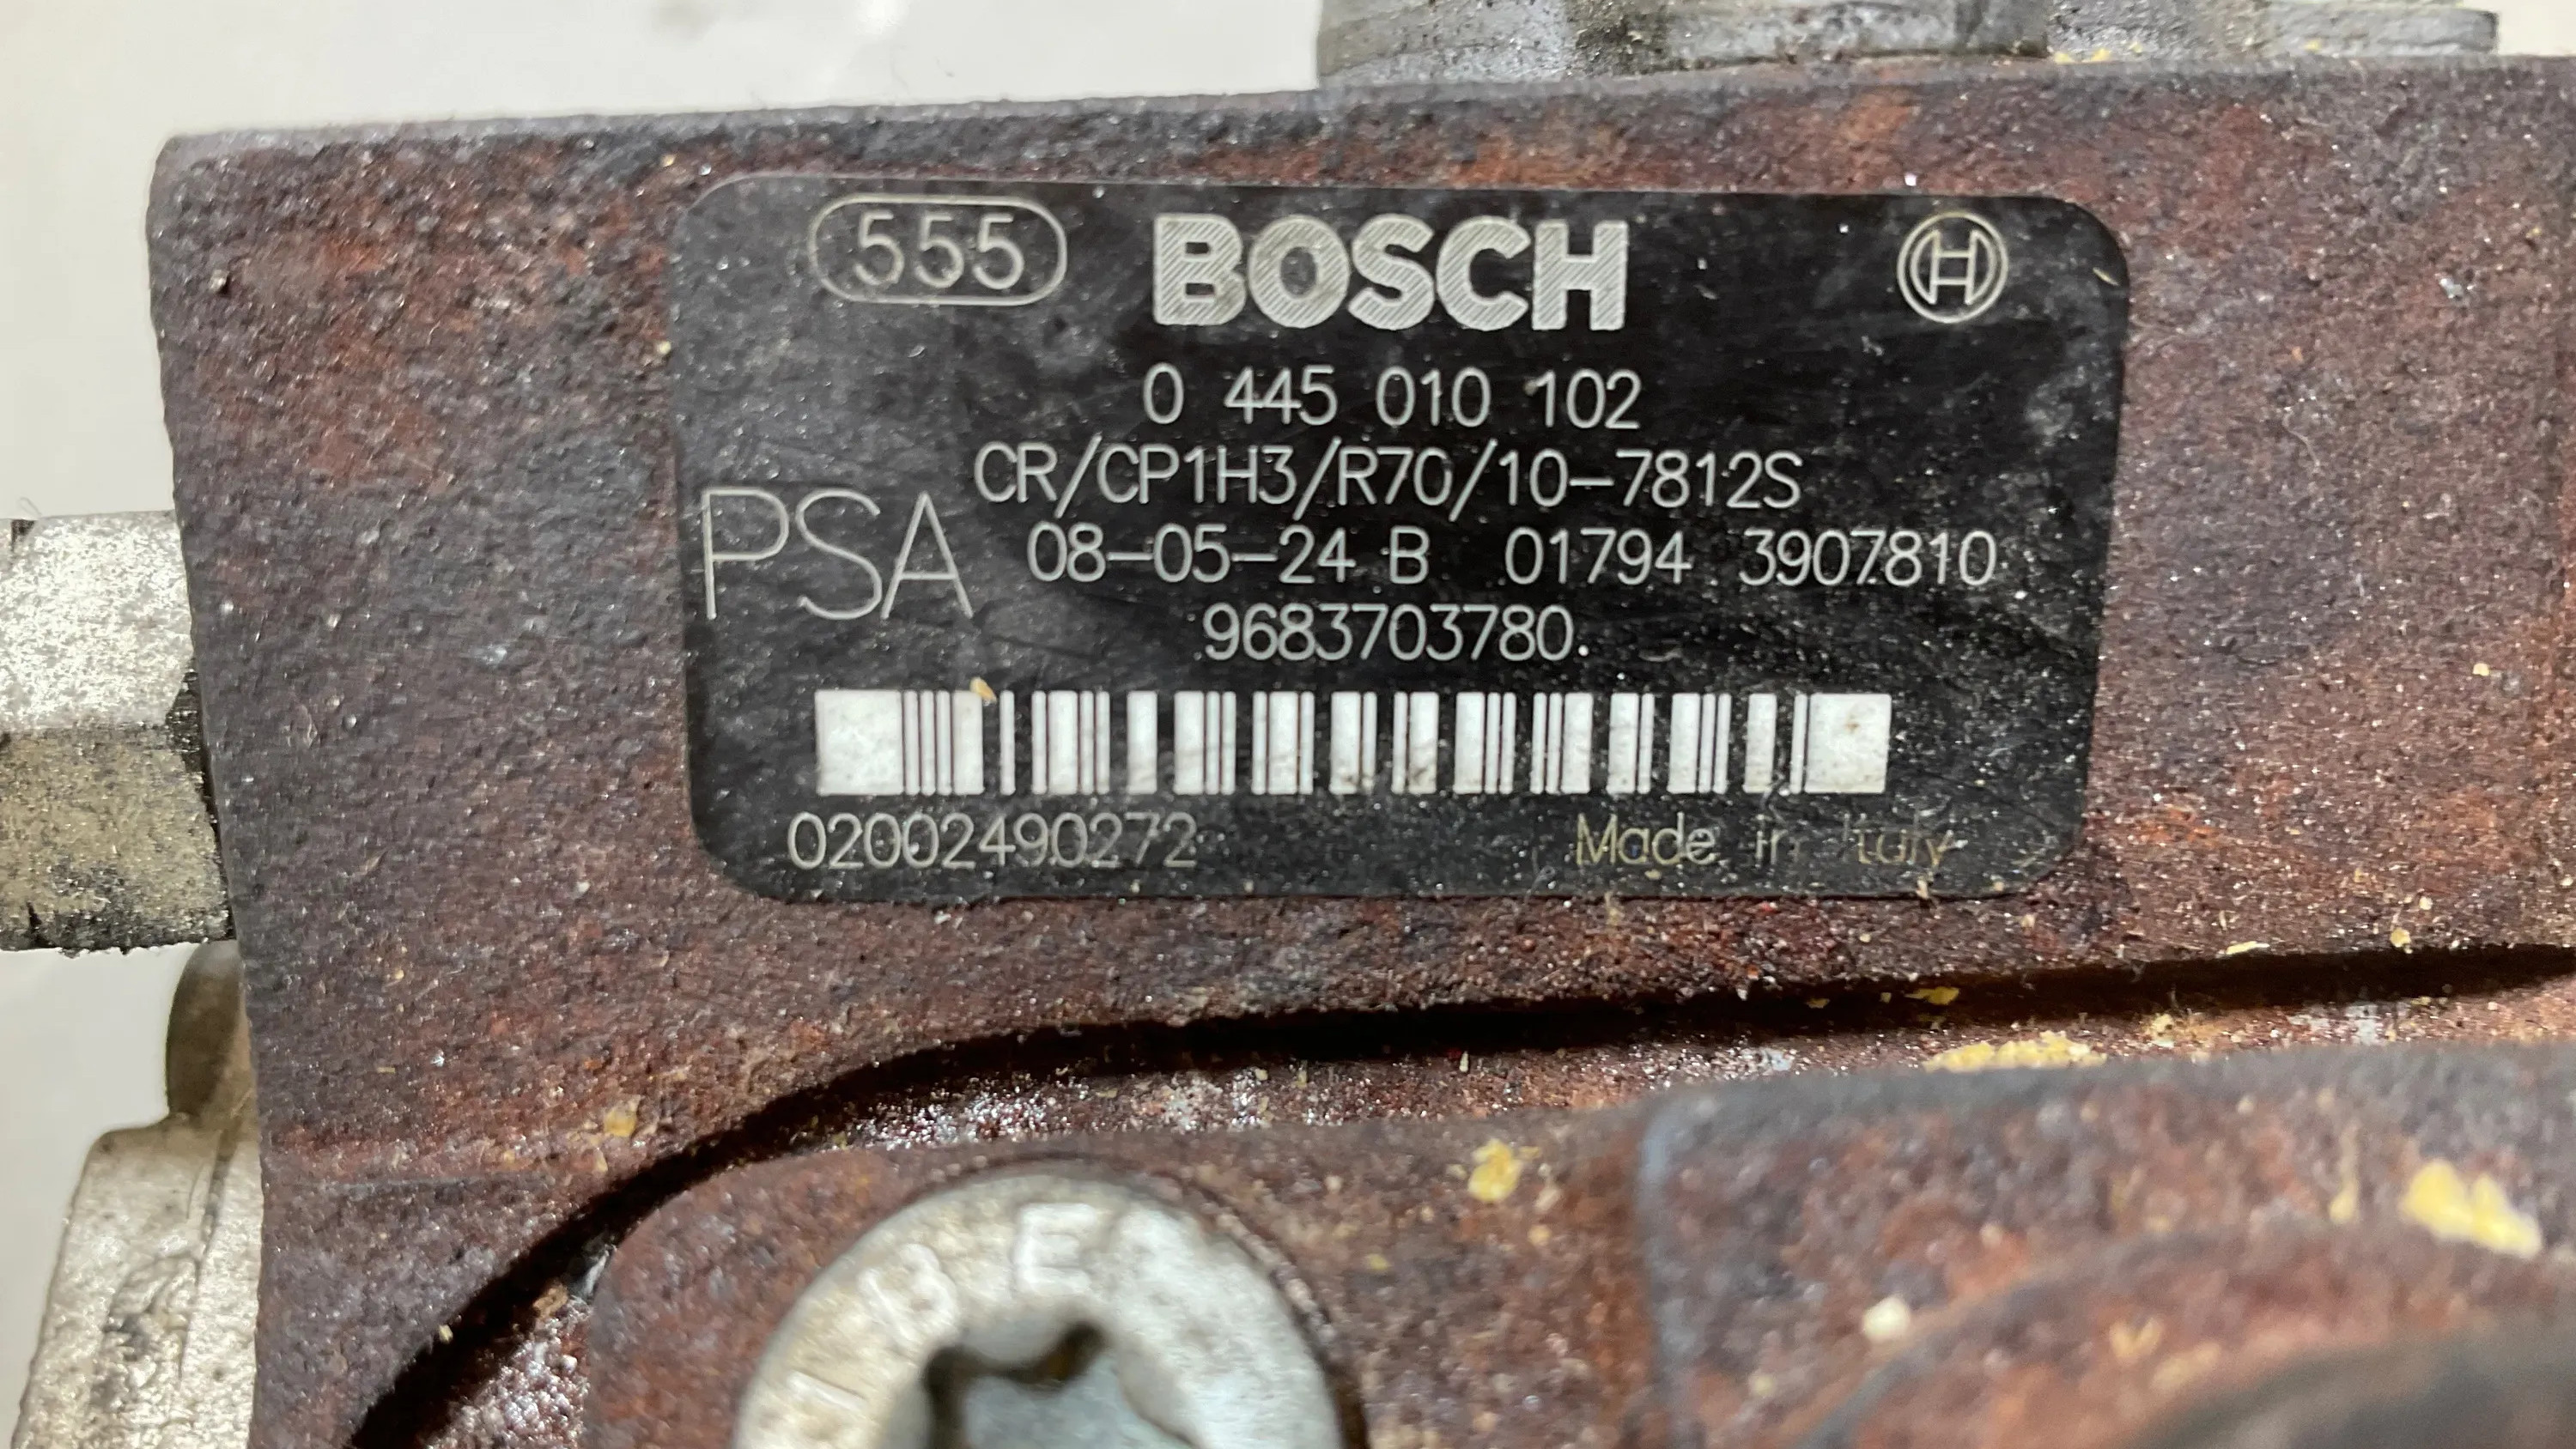 555 BOSCH
0 445 010 102
CR/CP1H3/R70/10-7812S
PSA 08-05-24 B 01794 3907810
9683703780
02002490272 Made in Italy